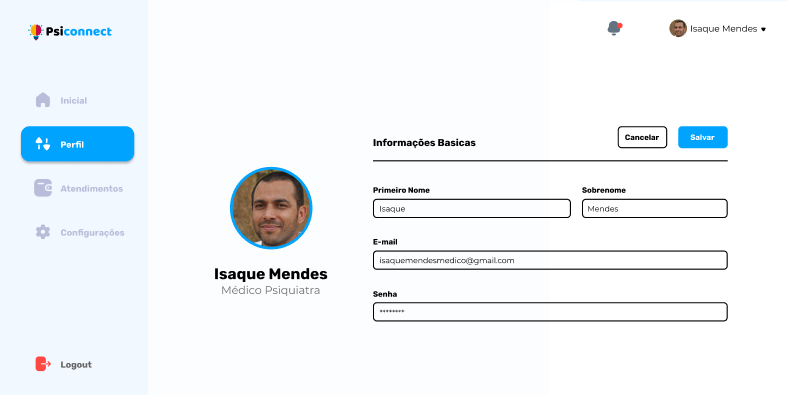 Psiconnect
Isaque Mendes
Inicial
Perfil
Atendimentos
Configurações
Logout
Isaque Mendes
Médico Psiquiatra
Informações Basicas
Cancelar
Salvar
Primeiro Nome
Sobrenome
Isaque
Mendes
E-mail
isaquemendesmedico@gmail.com
Senha
********